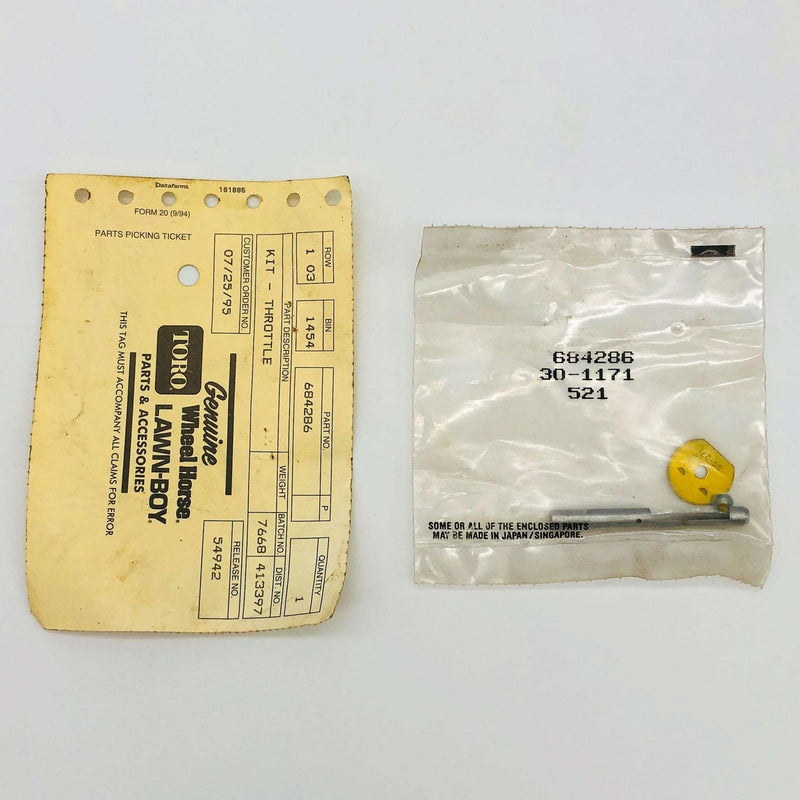 Dataforms 161886
FORM 20 (9/94)
PARTS PICKING TICKET
ROW BIN PART NO. QUANTITY
1 03 1454 684286 P 1
PART DESCRIPTION WEIGHT BATCH NO. DIST. NO.
KIT - THROTTLE 7668 413397
CUSTOMER ORDER NO. RELEASE NO.
07/25/95 54942
Genuine
TORO Wheel Horse. LAWN-BOY.
PARTS & ACCESSORIES
THIS TAG MUST ACCOMPANY ALL CLAIMS FOR ERROR
684286
30-1171
521
SOME OR ALL OF THE ENCLOSED PARTS
MAY BE MADE IN JAPAN/SINGAPORE.